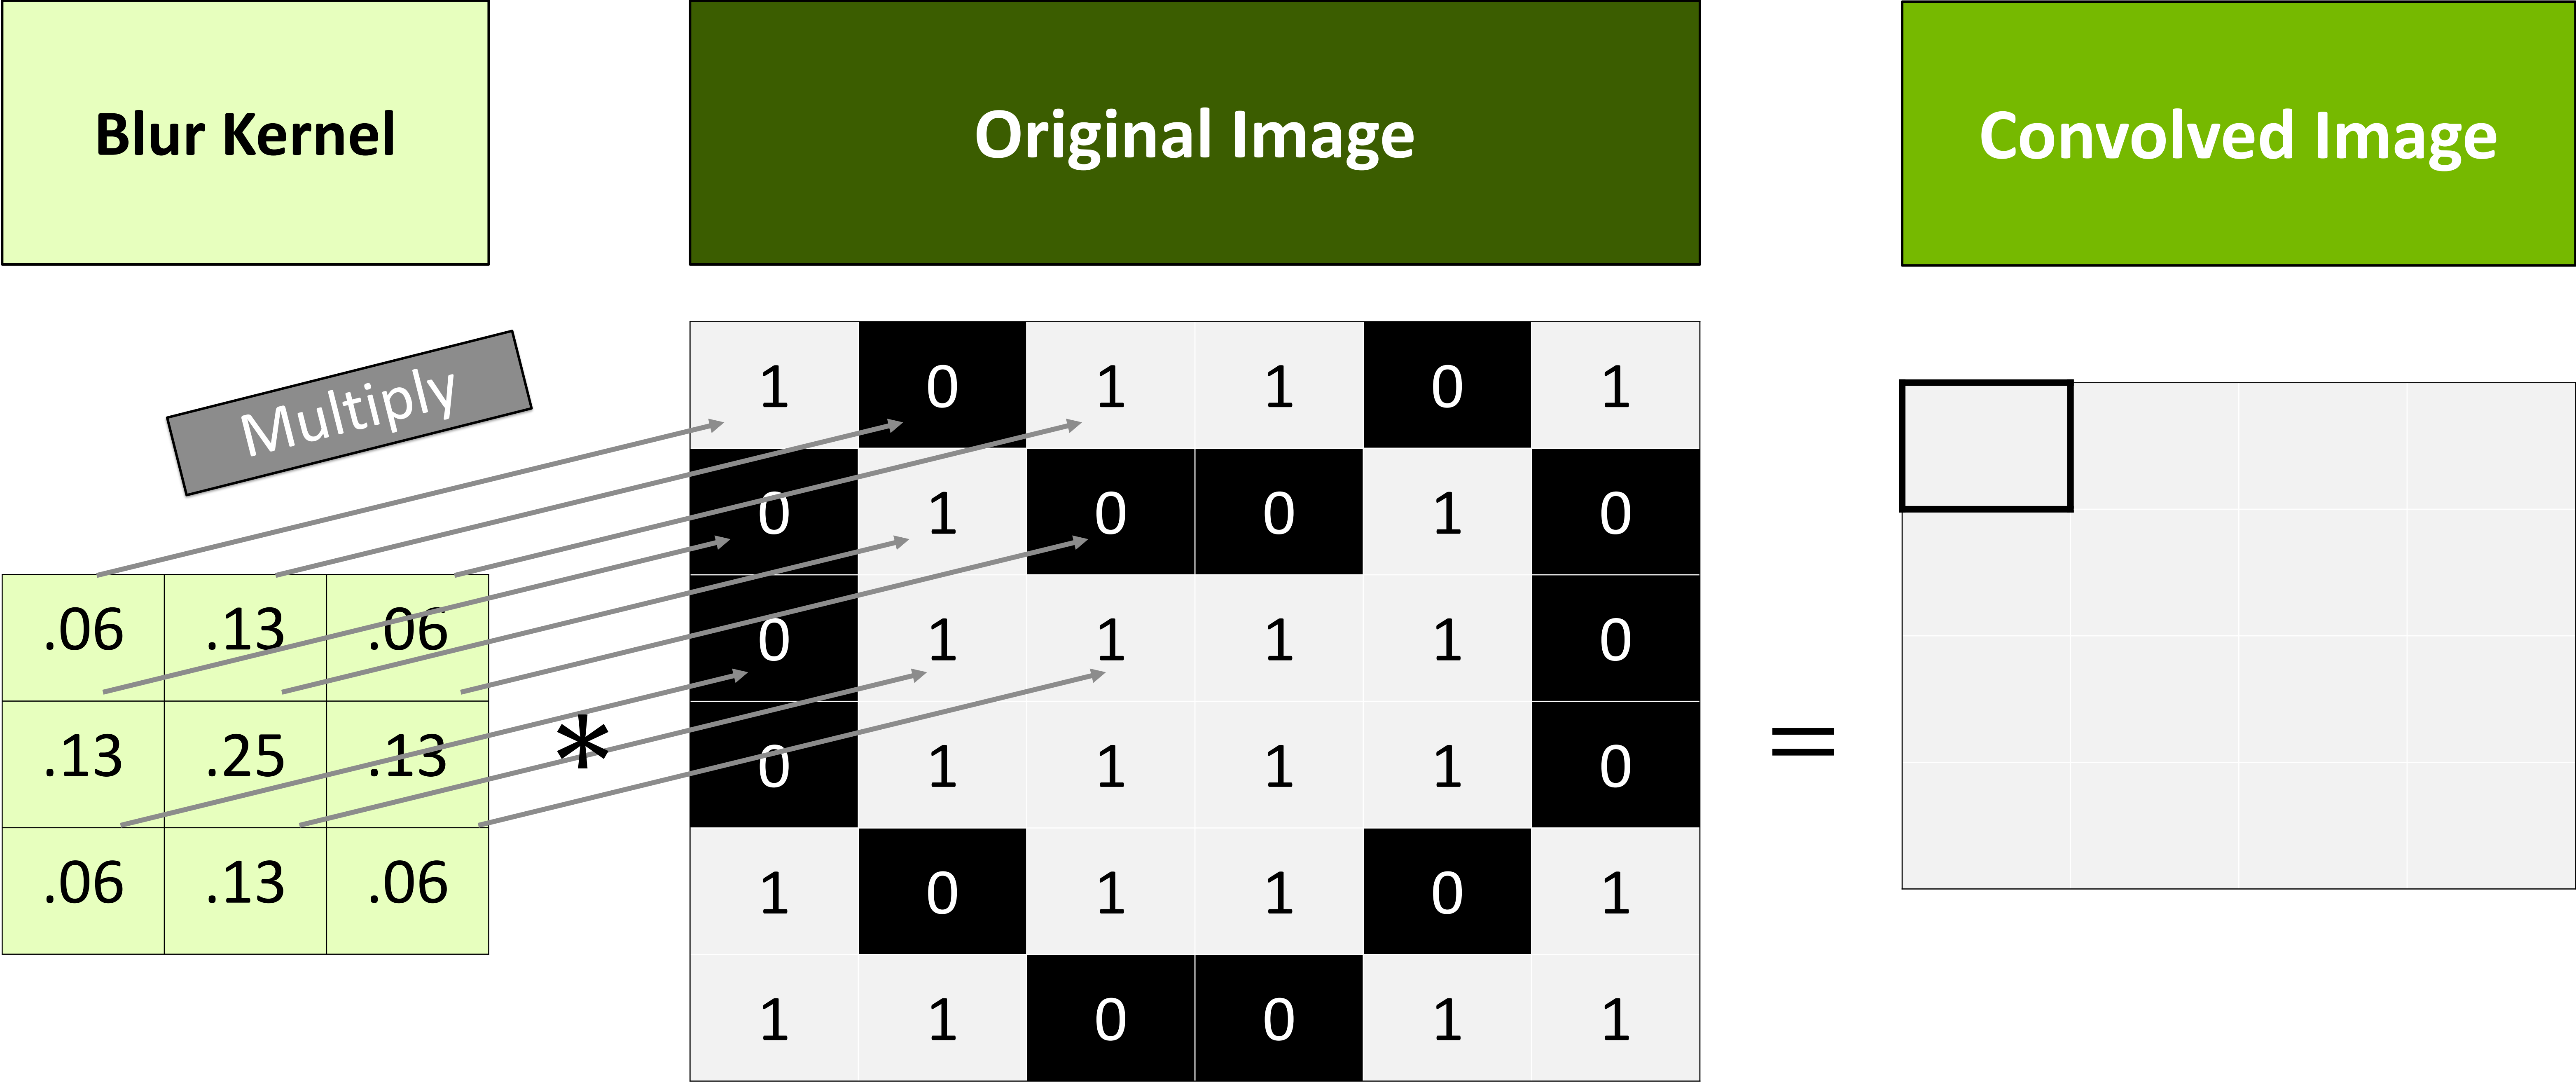 Blur Kernel
Original Image
Convolved Image
Multiply
.06 .13 .06
.13 .25 .13
.06 .13 .06
*
1 0 1 1 0 1
0 1 0 0 1 0
0 1 1 1 1 0
0 1 1 1 1 0
1 0 1 1 0 1
1 1 0 0 1 1
=